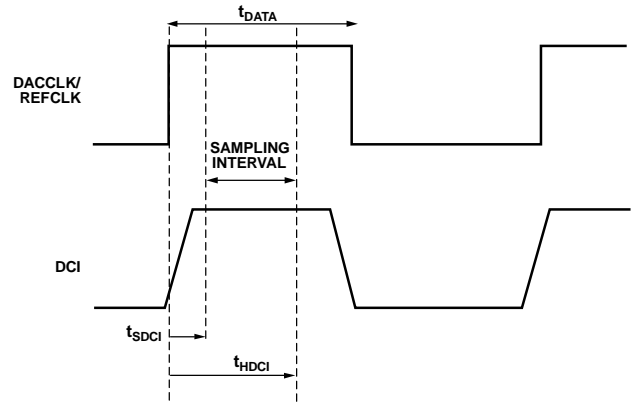 tDATA
DACCLK/
REFCLK
SAMPLING
INTERVAL
DCI
tSDCI
tHDCI